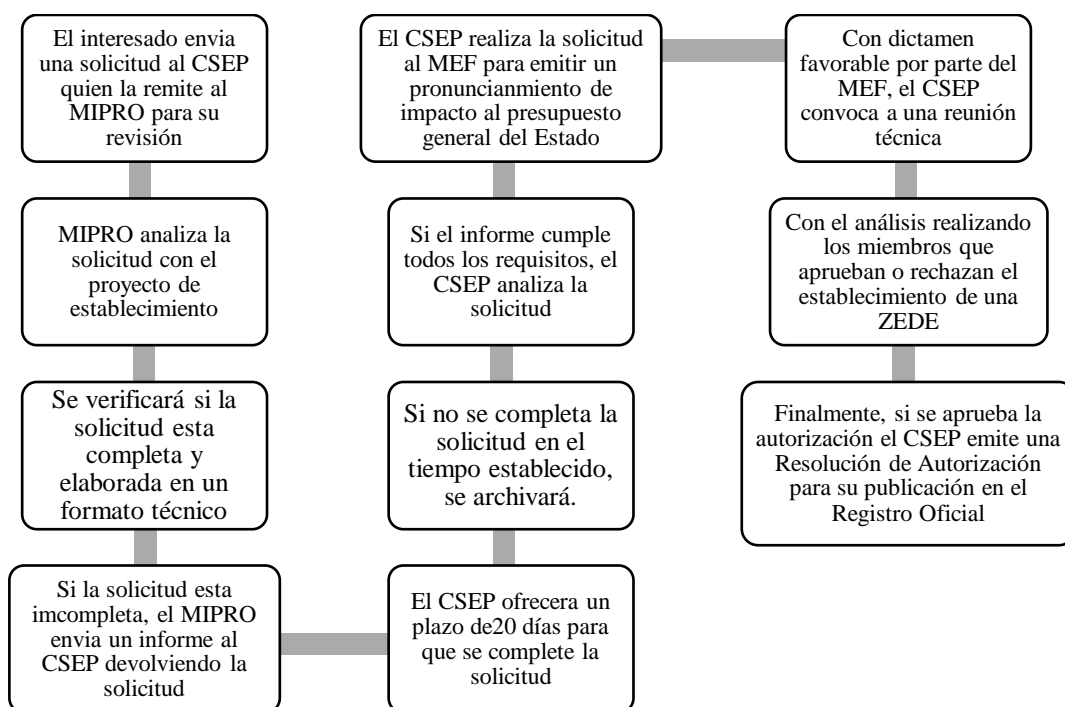 El interesado envia
una solicitud al CSEP
quien la remite al
MIPRO para su
revisión
MIPRO analiza la
solicitud con el
proyecto de
establecimiento
Se verificará si la
solicitud esta
completa y
elaborada en un
formato técnico
Si la solicitud esta
imcompleta, el MIPRO
envia un informe al
CSEP devolviendo la
solicitud
El CSEP ofrecera un
plazo de20 días para
que se complete la
solicitud
Si no se completa la
solicitud en el
tiempo establecido,
se archivará.
Si el informe cumple
todos los requisitos, el
CSEP analiza la
solicitud
El CSEP realiza la solicitud
al MEF para emitir un
pronuncianmiento de
impacto al presupuesto
general del Estado
Con dictamen
favorable por parte del
MEF, el CSEP
convoca a una reunión
técnica
Con el análisis realizando
los miembros que
aprueban o rechazan el
establecimiento de una
ZEDE
Finalmente, si se aprueba la
autorización el CSEP emite una
Resolución de Autorización
para su publicación en el
Registro Oficial